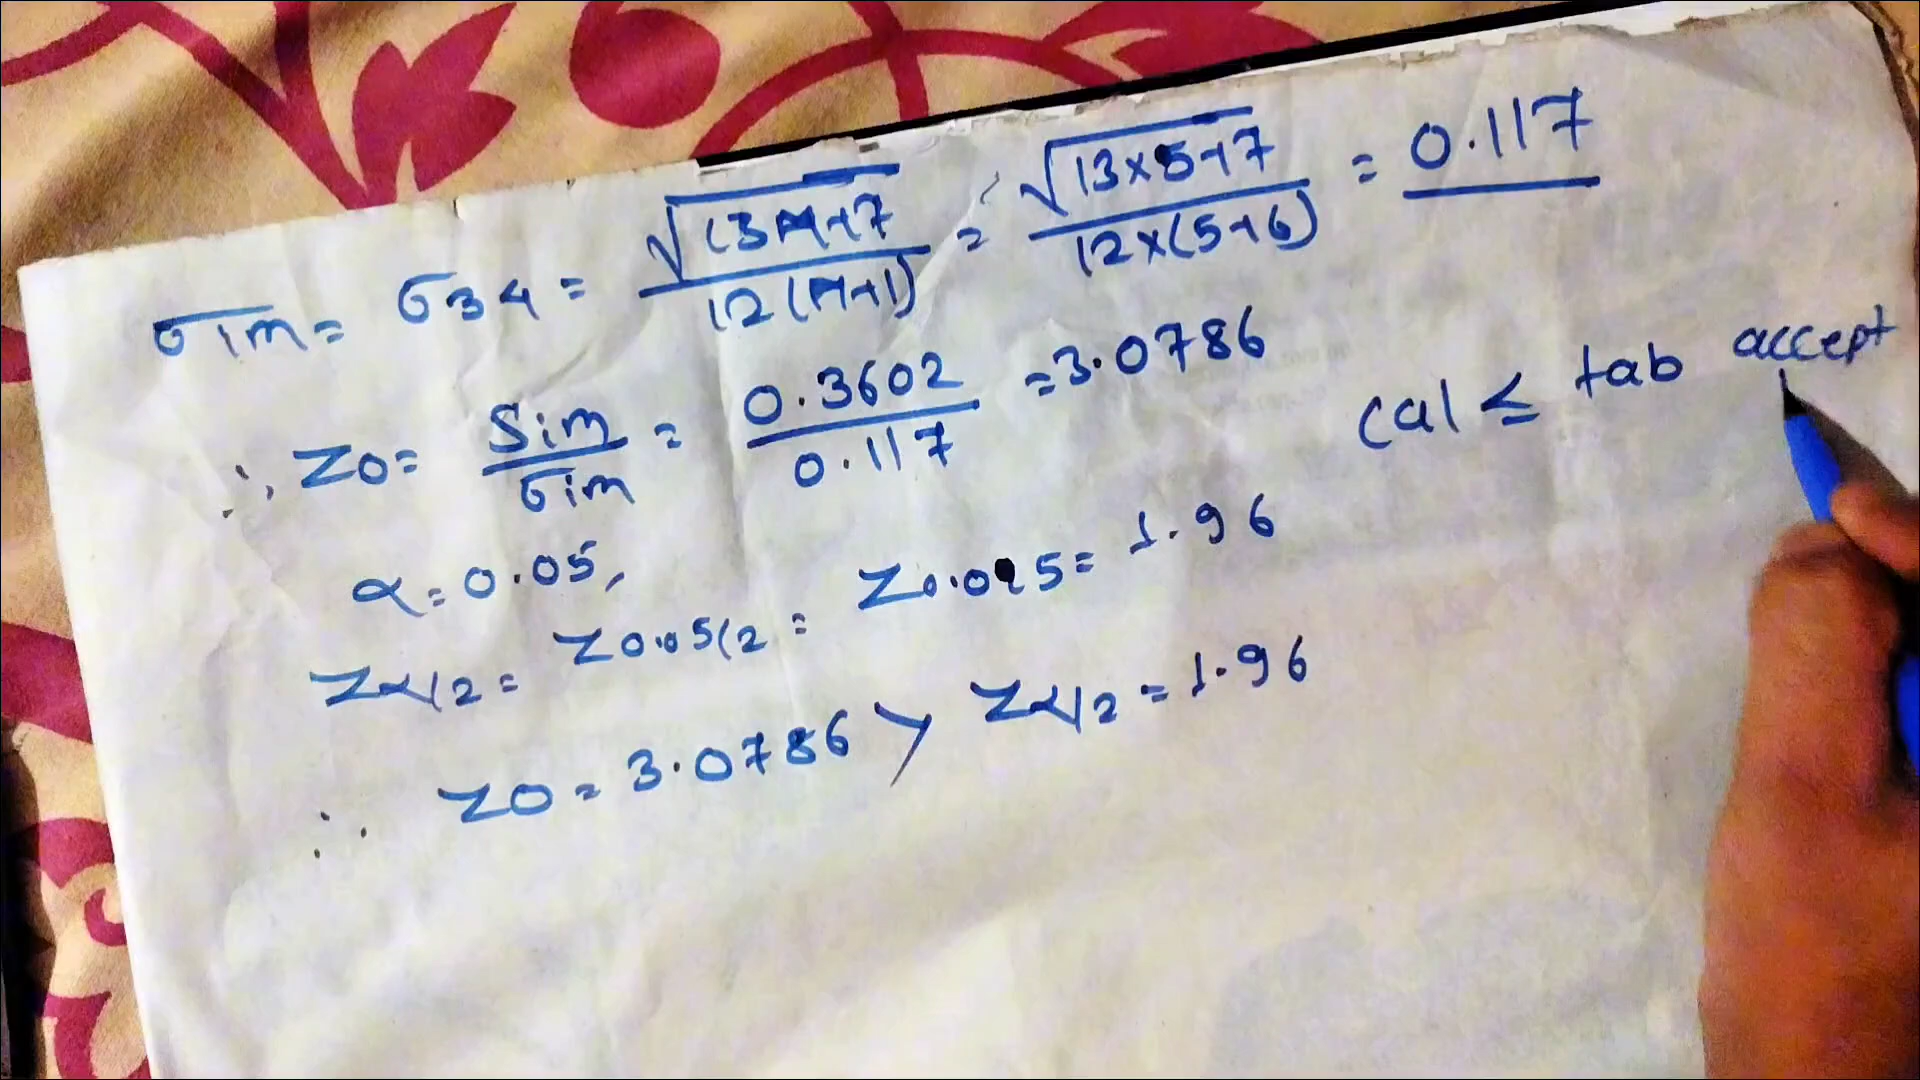 σim = σ34 = √13M+7 / 12(M+1) = √13×5+7 / 12×(5+6) = 0.117
∴ Z0 = Sim / σim = 0.3602 / 0.117 = 3.0786
cal ≤ tab accept
α = 0.05,
Zα/2 = Z0.05/2 = Z0.025 = 1.96
∴ Z0 = 3.0786 > Zα/2 = 1.96